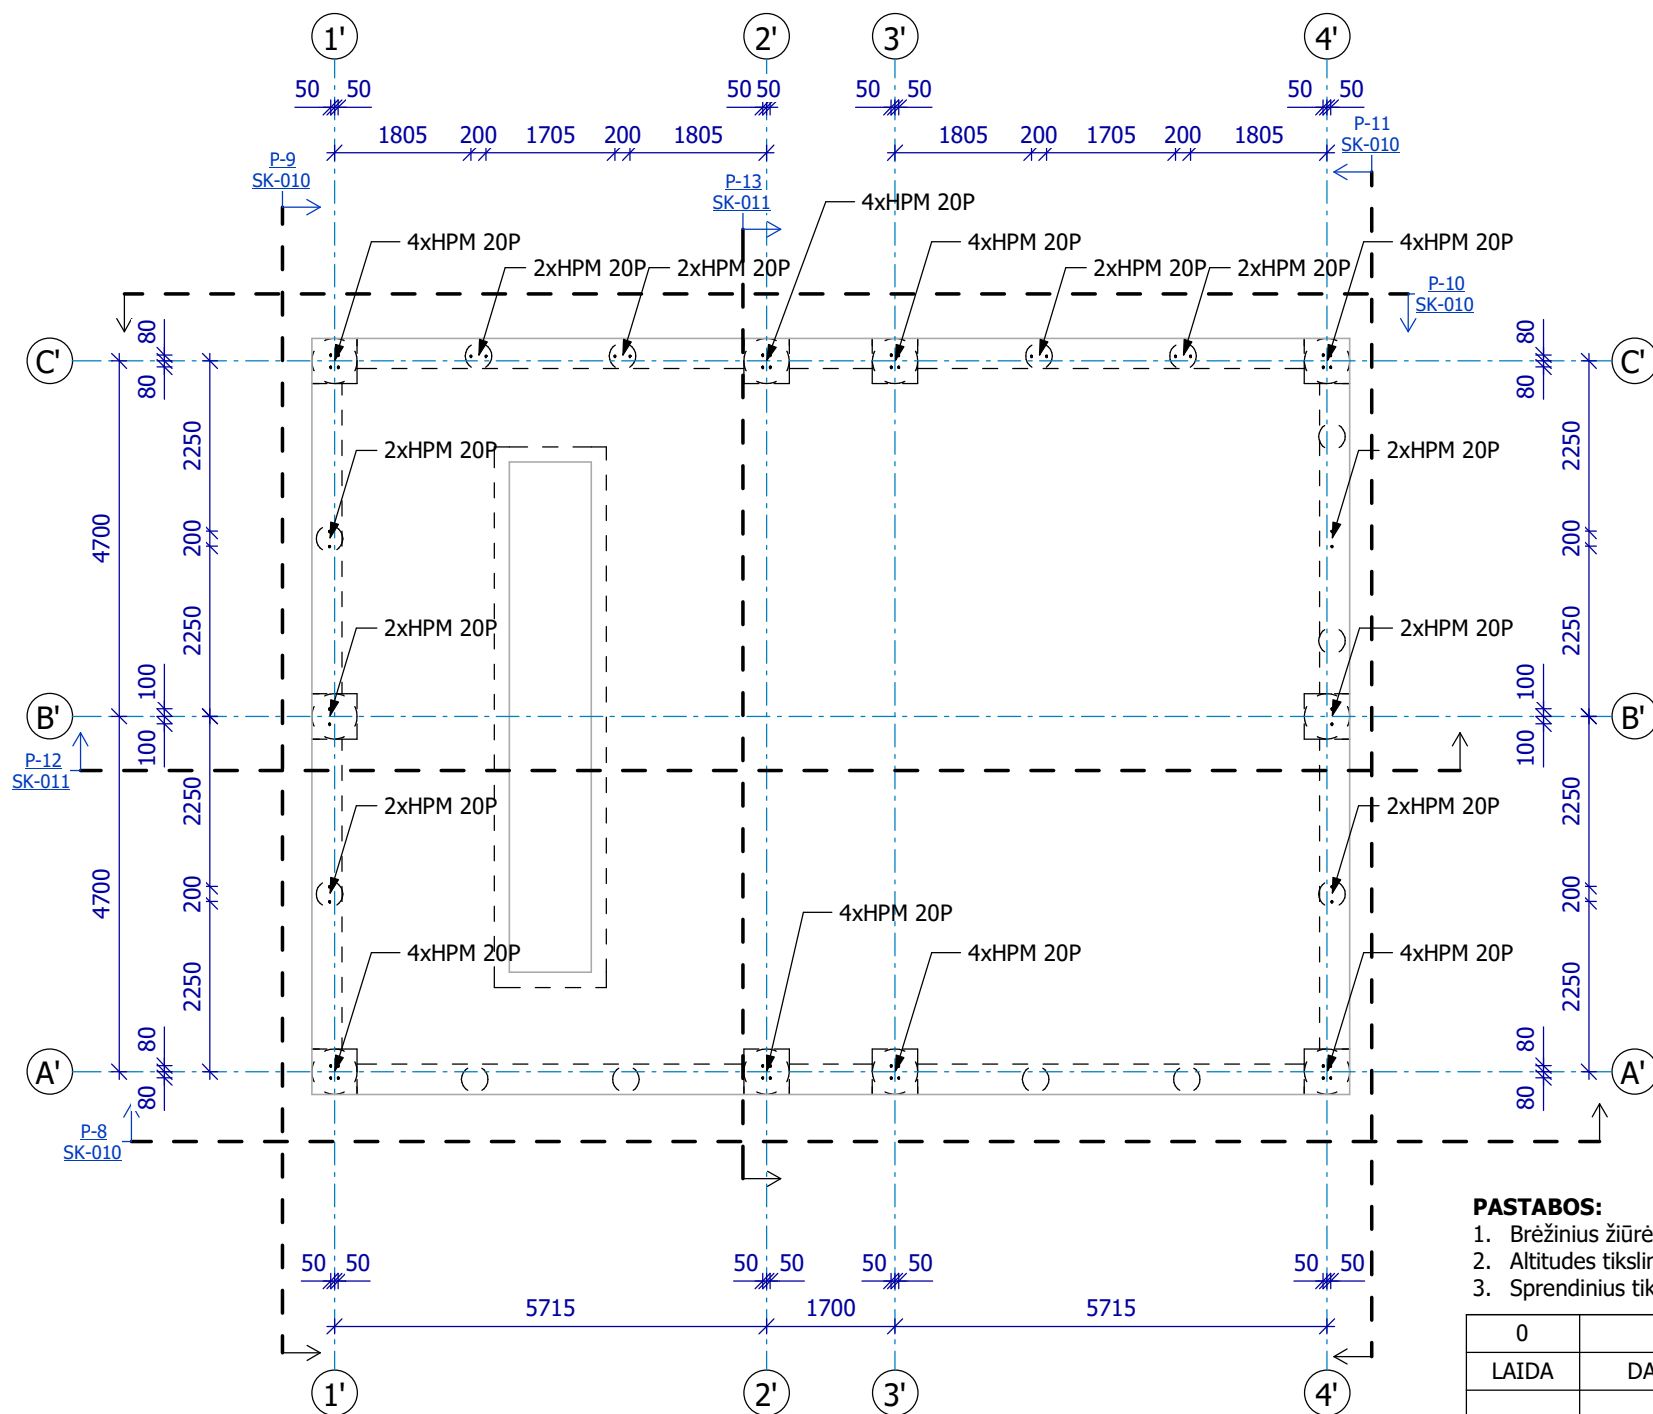 1' 2' 3' 4'
50 50 50 50 50 50 50 50
1805 200 1705 200 1805 1805 200 1705 200 1805
P-9
SK-010
P-13
SK-011
P-11
SK-010
4xHPM 20P
4xHPM 20P 4xHPM 20P 4xHPM 20P
2xHPM 20P 2xHPM 20P 2xHPM 20P 2xHPM 20P
P-10
SK-010
C' 80 80 C'
80 80
2250 2250
2xHPM 20P 2xHPM 20P
4700 200 200
2250 2250
2xHPM 20P 2xHPM 20P
100 100
B' B'
100 100
P-12
SK-011
2250 2250
2xHPM 20P 2xHPM 20P
4700 200 200
4xHPM 20P
4xHPM 20P 4xHPM 20P 4xHPM 20P
2250 2250
80 80
A' A'
80 80
P-8
SK-010
PASTABOS:
1. Brėžinius žiūrė
2. Altitudes tikslin
3. Sprendinius tik
50 50 50 50 50 50 50 50
5715 1700 5715
0
LAIDA DA
1' 2' 3' 4'